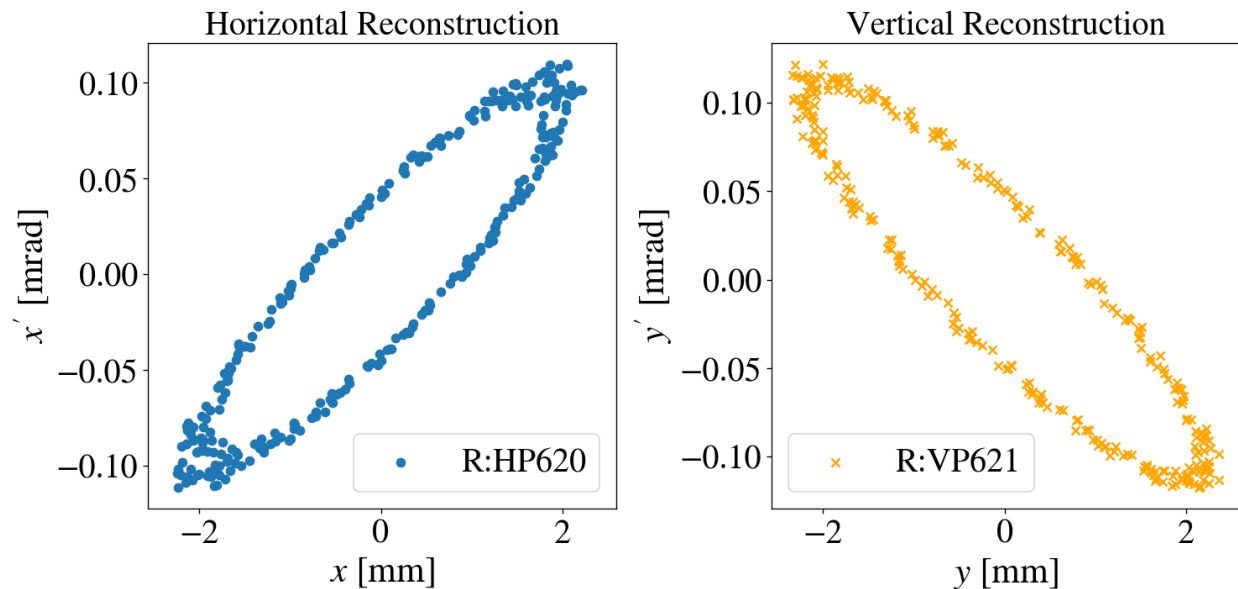 Horizontal Reconstruction
0.10
0.05
0.00
−0.05
−0.10
x′ [mrad]
R:HP620
−2
0
2
x [mm]
Vertical Reconstruction
0.10
0.05
0.00
−0.05
−0.10
y′ [mrad]
R:VP621
−2
0
2
y [mm]